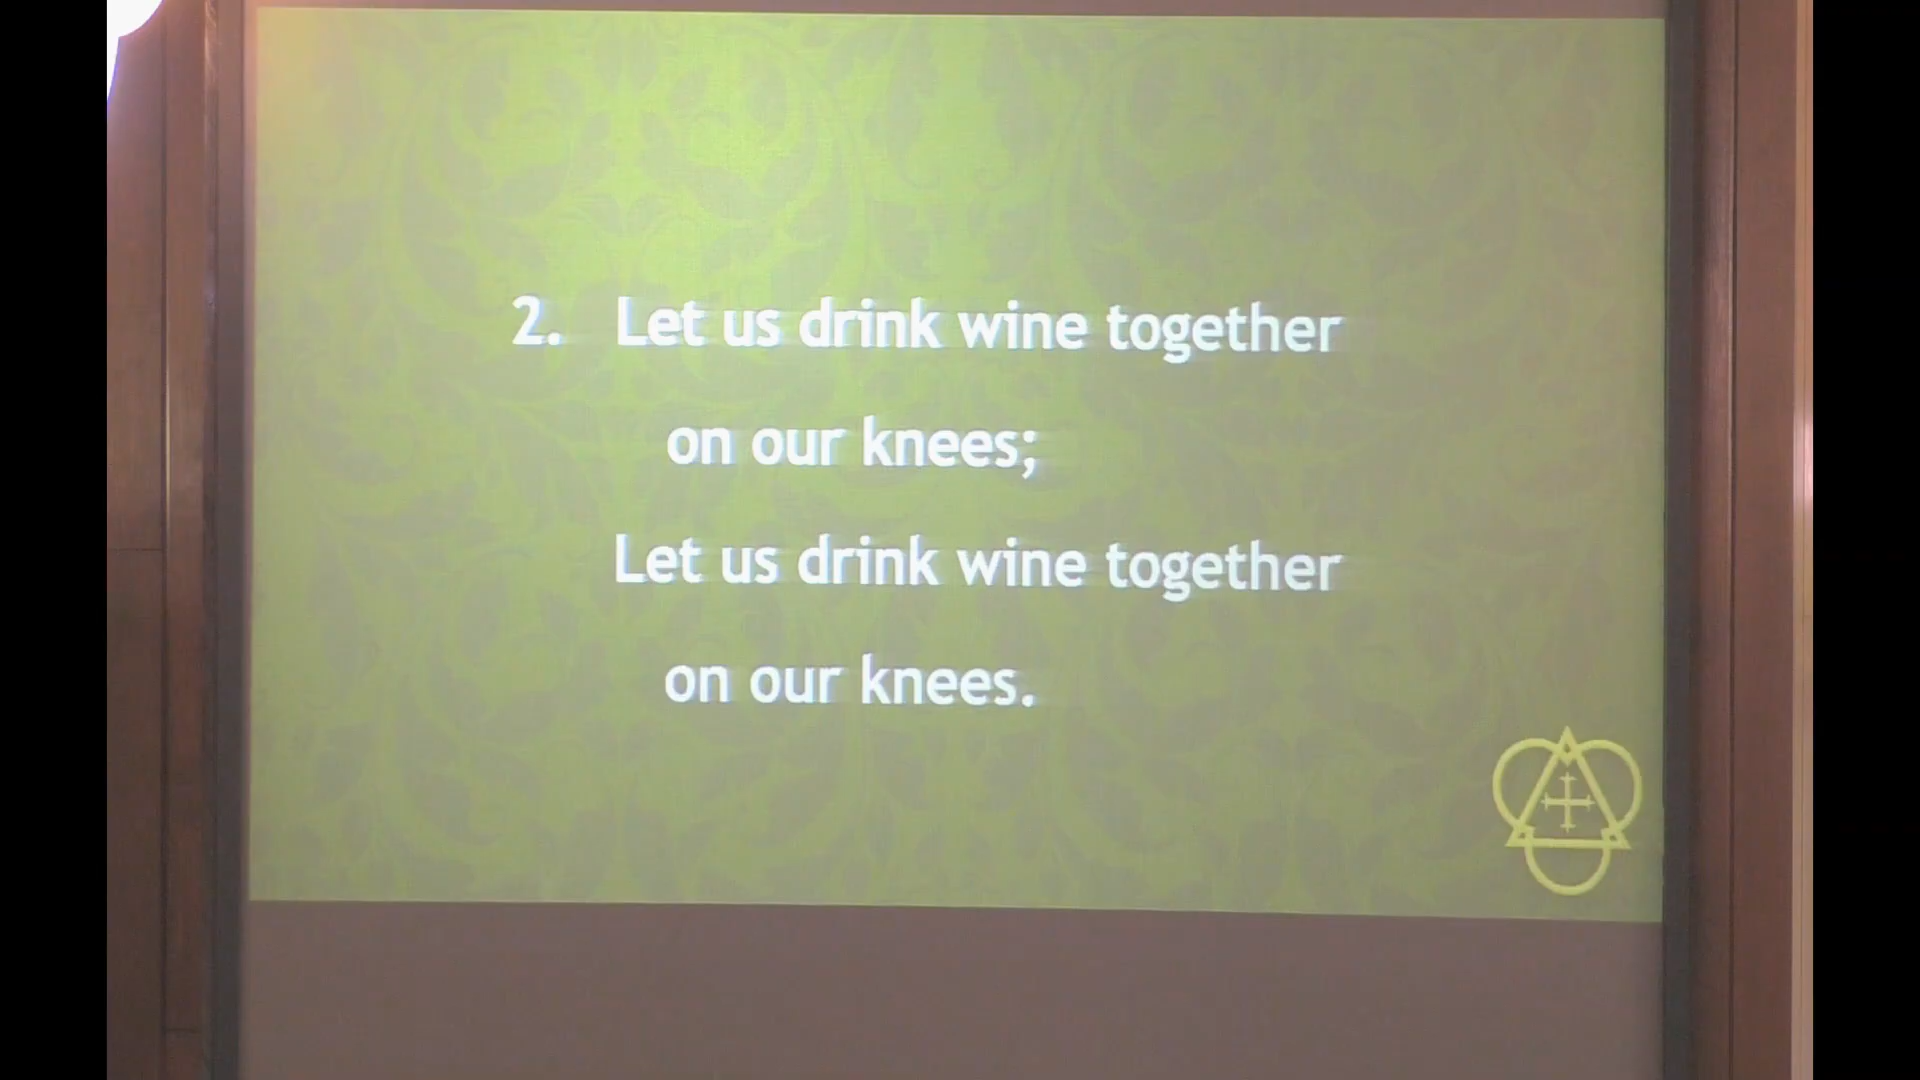 2. Let us drink wine together
on our knees;
Let us drink wine together
on our knees.